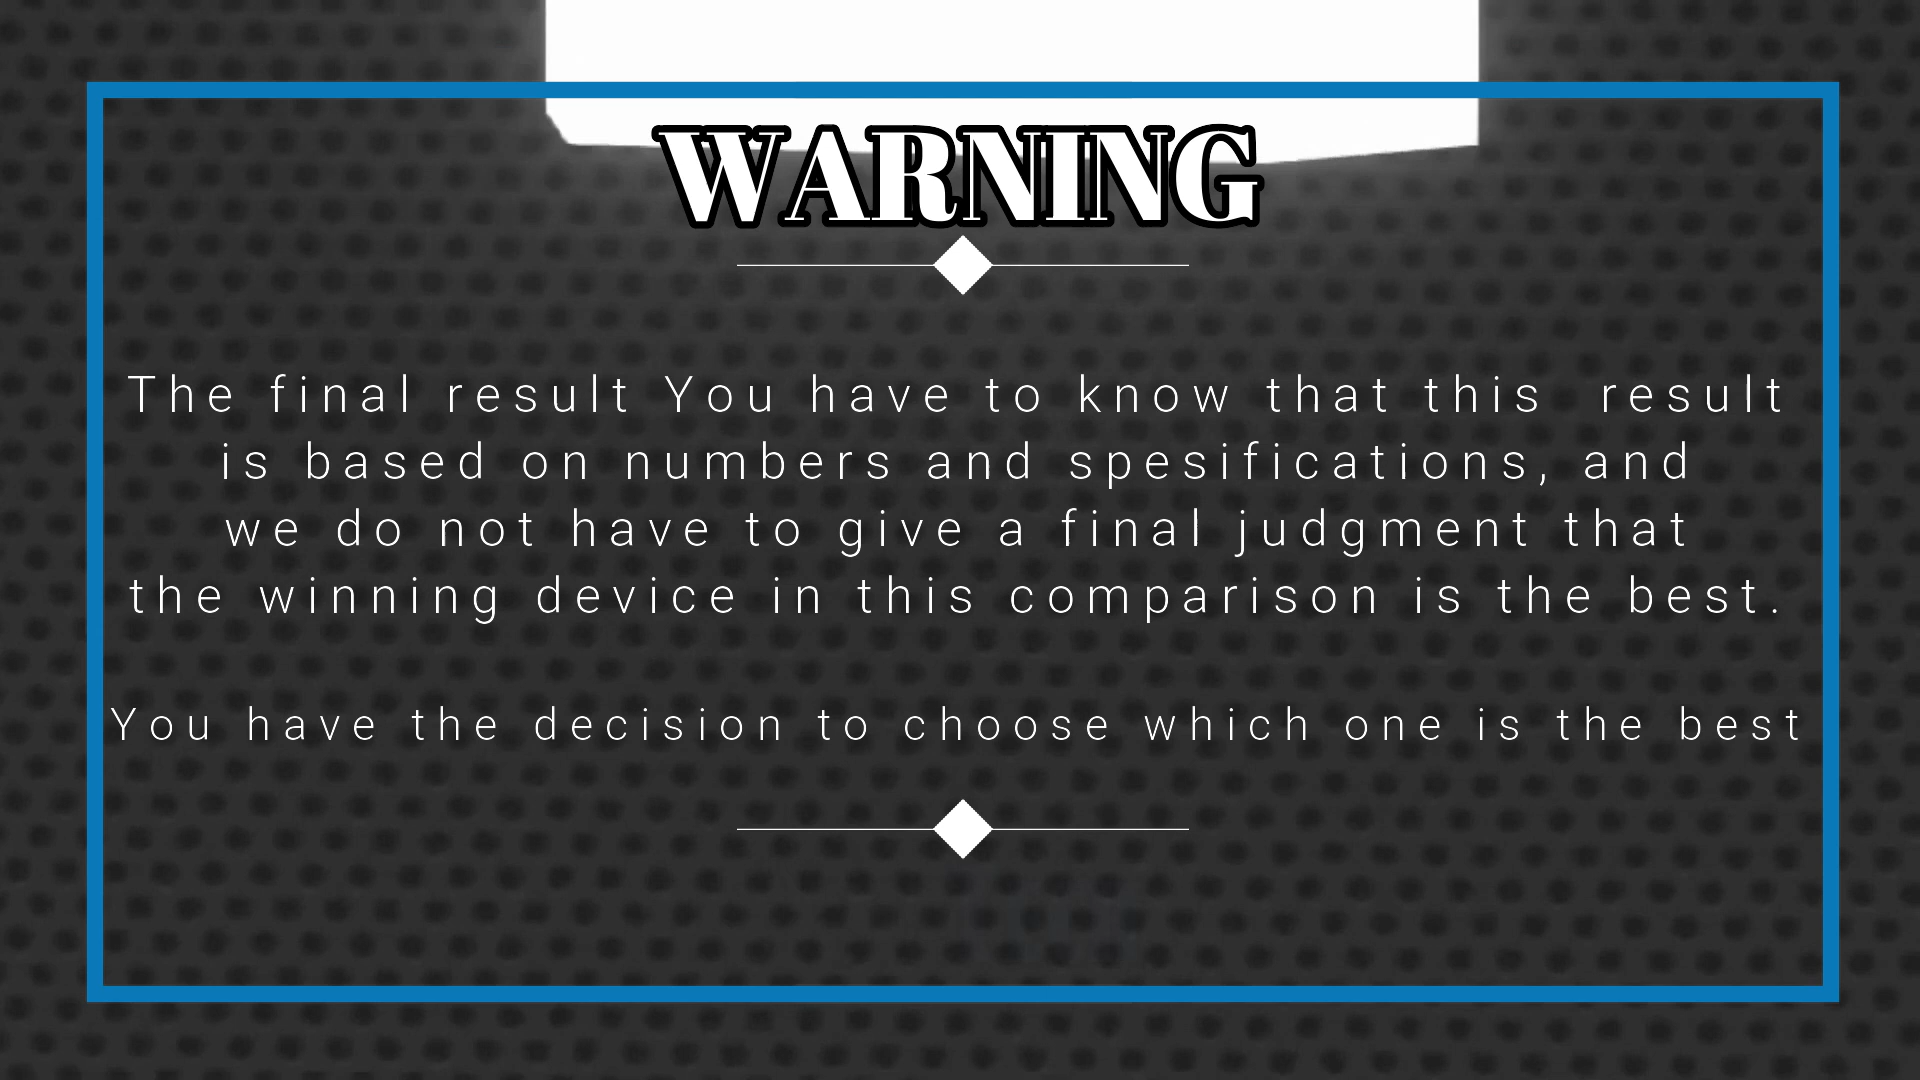 WARNING
The final result You have to know that this result
is based on numbers and spesifications, and
we do not have to give a final judgment that
the winning device in this comparison is the best.
You have the decision to choose which one is the best